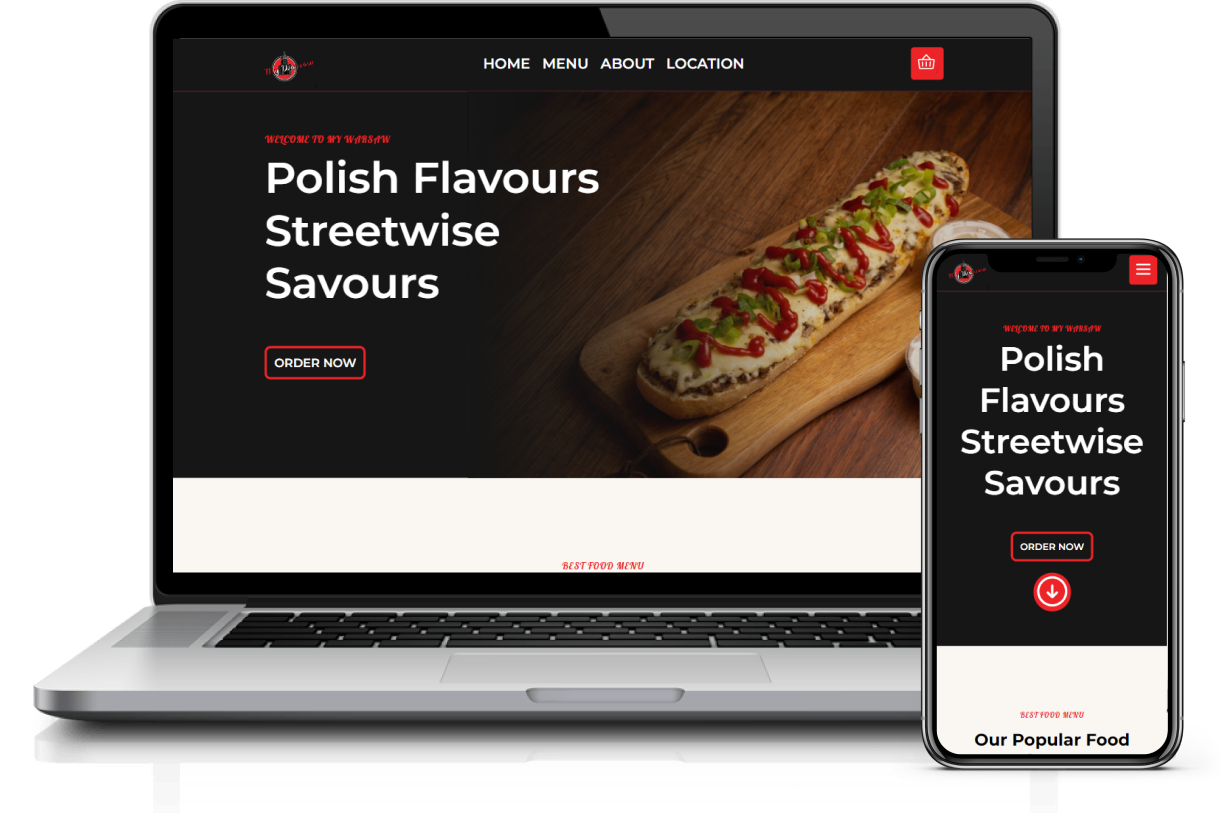 HOME MENU ABOUT LOCATION
WELCOME TO MY WARSAW
Polish Flavours
Streetwise
Savours
ORDER NOW
BEST FOOD MENU
WELCOME TO MY WARSAW
Polish
Flavours
Streetwise
Savours
ORDER NOW
BEST FOOD MENU
Our Popular Food